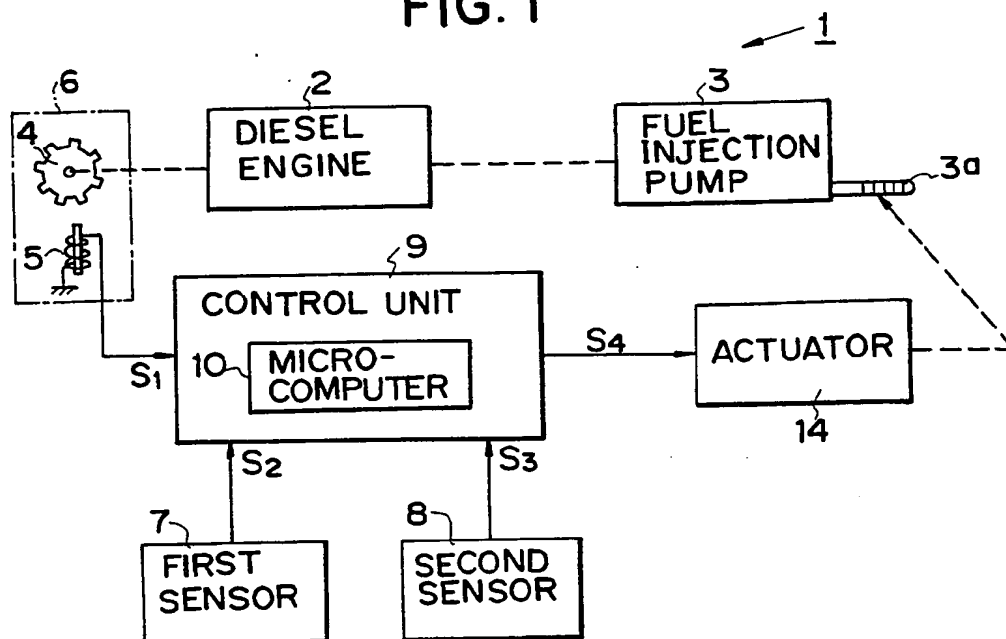 FIG. 1
1
6
2
3
4
DIESEL
ENGINE
FUEL
INJECTION
PUMP
3a
5
9
CONTROL UNIT
10
MICRO-
COMPUTER
S1
S4
ACTUATOR
14
S2
S3
7
8
FIRST
SENSOR
SECOND
SENSOR